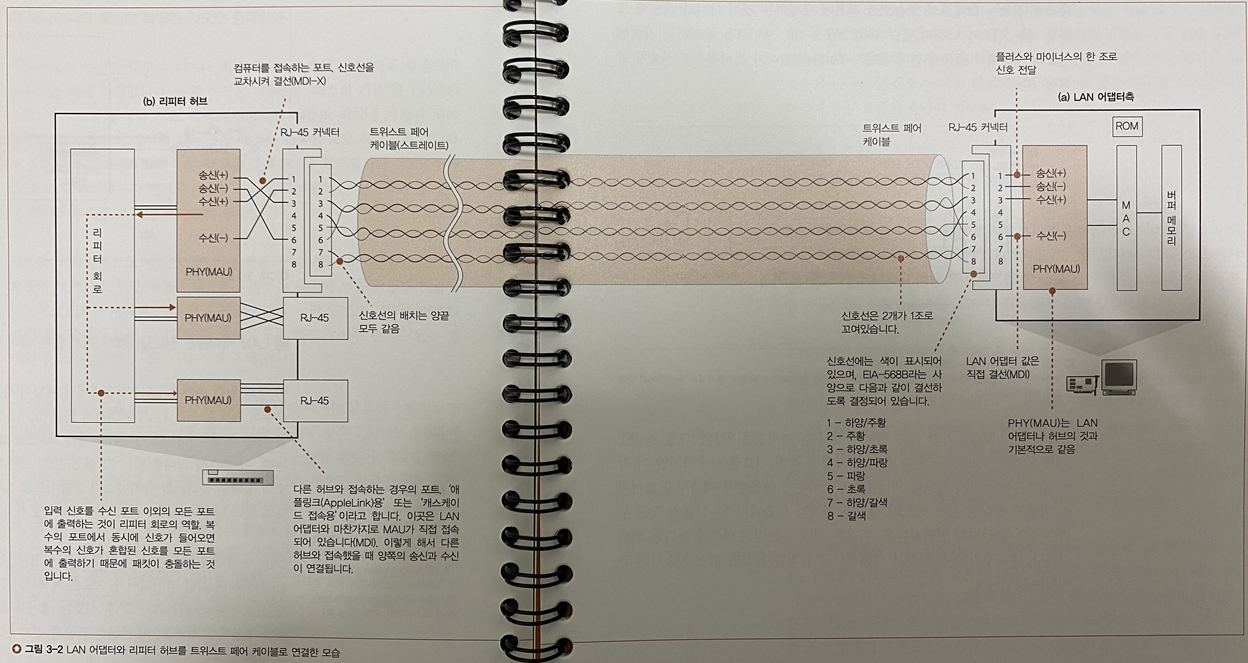 컴퓨터를 접속하는 포트, 신호선을
교차시켜 결선(MDI-X)
(b) 리피터 허브
RJ-45 커넥터
트위스트 페어
케이블(스트레이트)
송신(+)
송신(-)
수신(+)
수신(-)
PHY(MAU)
1
2
3
4
5
6
7
8
1
2
3
4
5
6
7
8
리피터 회로
PHY(MAU)
RJ-45
PHY(MAU)
RJ-45
신호선의 배치는 양끝
모두 같음
입력 신호를 수신 포트 이외의 모든 포트
에 출력하는 것이 리피터 회로의 역할. 복
수의 포트에서 동시에 신호가 들어오면
복수의 신호가 혼합된 신호를 모든 포트
에 출력하기 때문에 패킷이 충돌하는 것
입니다.
다른 허브와 접속하는 경우의 포트. '애
플링크(AppleLink)용' 또는 '캐스케이
드 접속용'이라고 합니다. 이곳은 LAN
어댑터와 마찬가지로 MAU가 직접 접속
되어 있습니다(MDI). 이렇게 해서 다른
허브와 접속했을 때 양쪽의 송신과 수신
이 연결됩니다.
플러스와 마이너스의 한 조로
신호 전달
(a) LAN 어댑터측
트위스트 페어
케이블
RJ-45 커넥터
ROM
1
2
3
4
5
6
7
8
1
2
3
4
5
6
7
8
송신(+)
송신(-)
수신(+)
수신(-)
PHY(MAU)
MAC
버퍼 메모리
신호선은 2개가 1조로
꼬여있습니다.
신호선에는 색이 표시되어
있으며, EIA-568B라는 사
양으로 다음과 같이 결선하
도록 결정되어 있습니다.
1 - 하양/주황
2 - 주황
3 - 하양/초록
4 - 하양/파랑
5 - 파랑
6 - 초록
7 - 하양/갈색
8 - 갈색
LAN 어댑터 값은
직접 결선(MDI)
PHY(MAU)는 LAN
어댑터나 허브의 것과
기본적으로 같음
그림 3-2 LAN 어댑터와 리피터 허브를 트위스트 페어 케이블로 연결한 모습